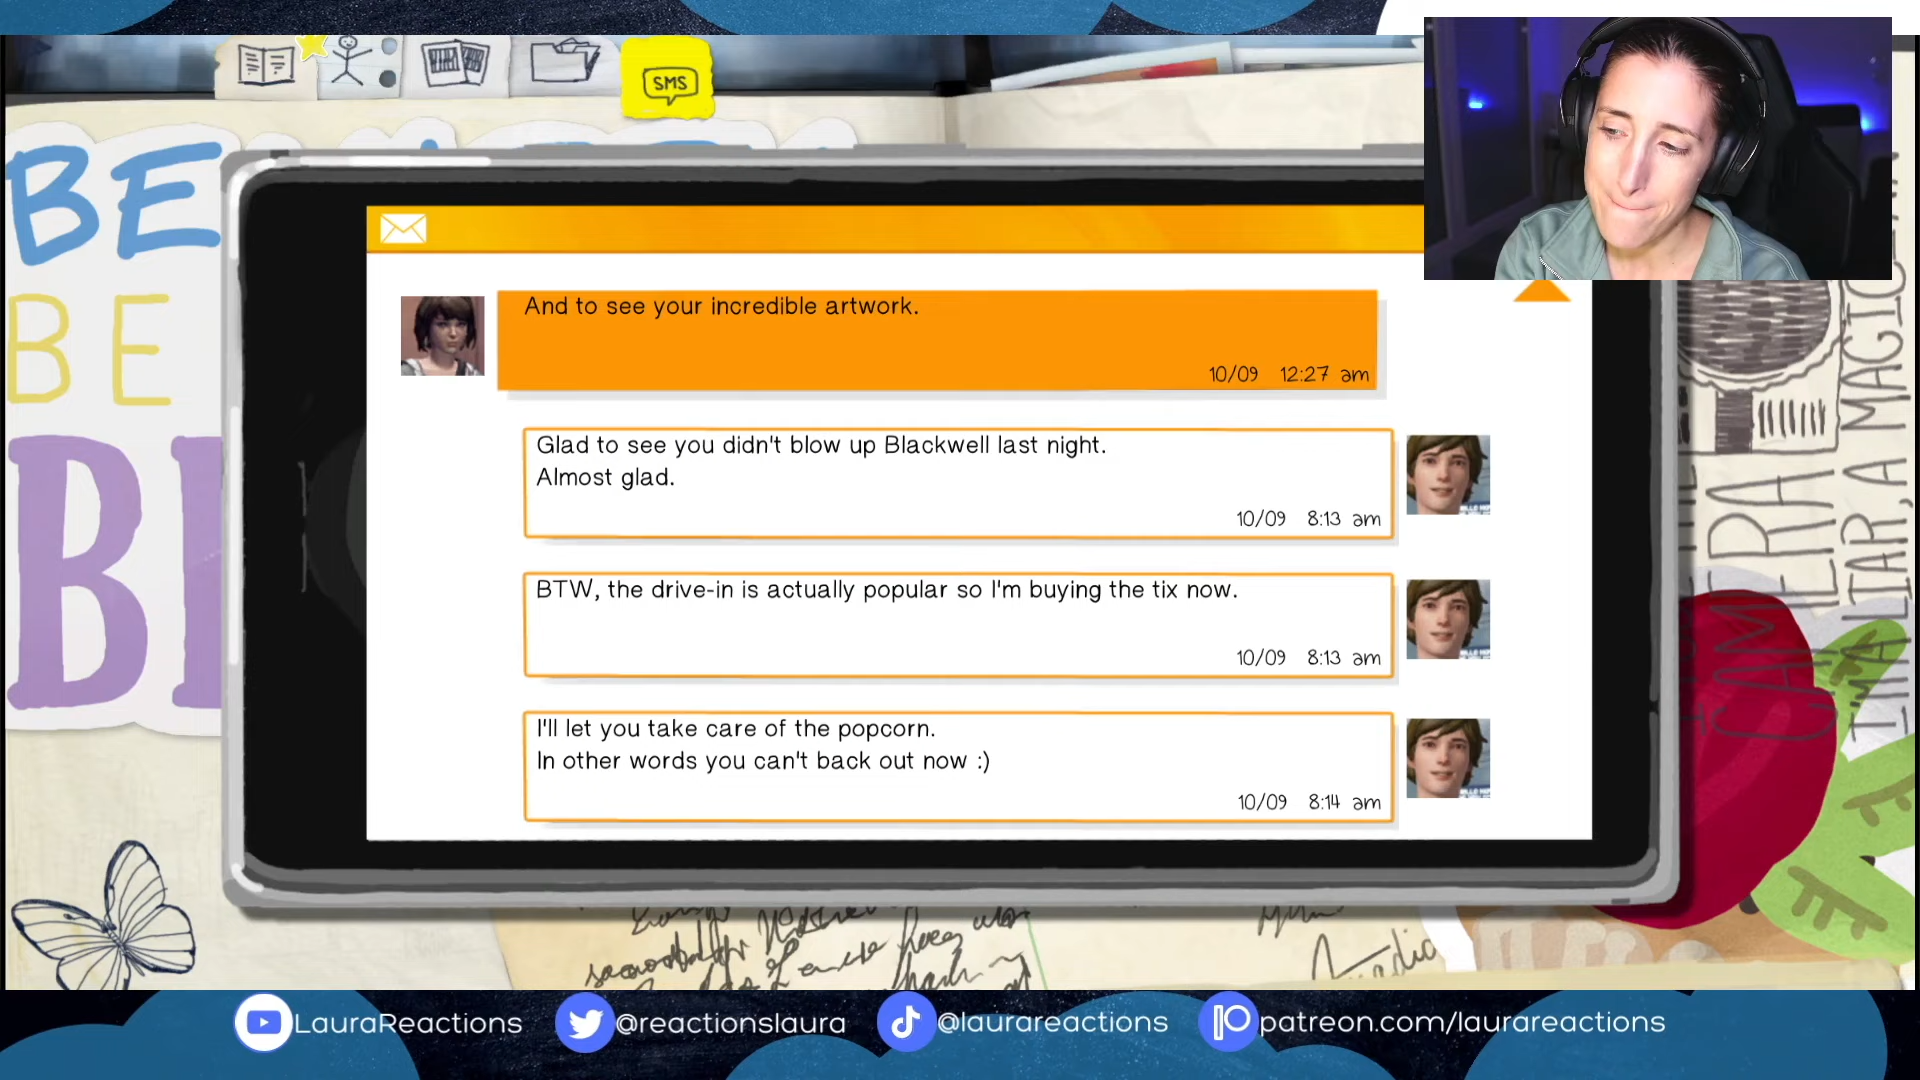 SMS
BE
BE
And to see your incredible artwork.
10/09 12:27 am
Glad to see you didn't blow up Blackwell last night.
Almost glad.
10/09 8:13 am
BTW, the drive-in is actually popular so I'm buying the tix now.
10/09 8:13 am
I'll let you take care of the popcorn.
In other words you can't back out now :)
10/09 8:14 am
CAMERA
I'M A LIAR, A MAGIC
LauraReactions
@reactionslaura
@laurareactions
patreon.com/laurareactions